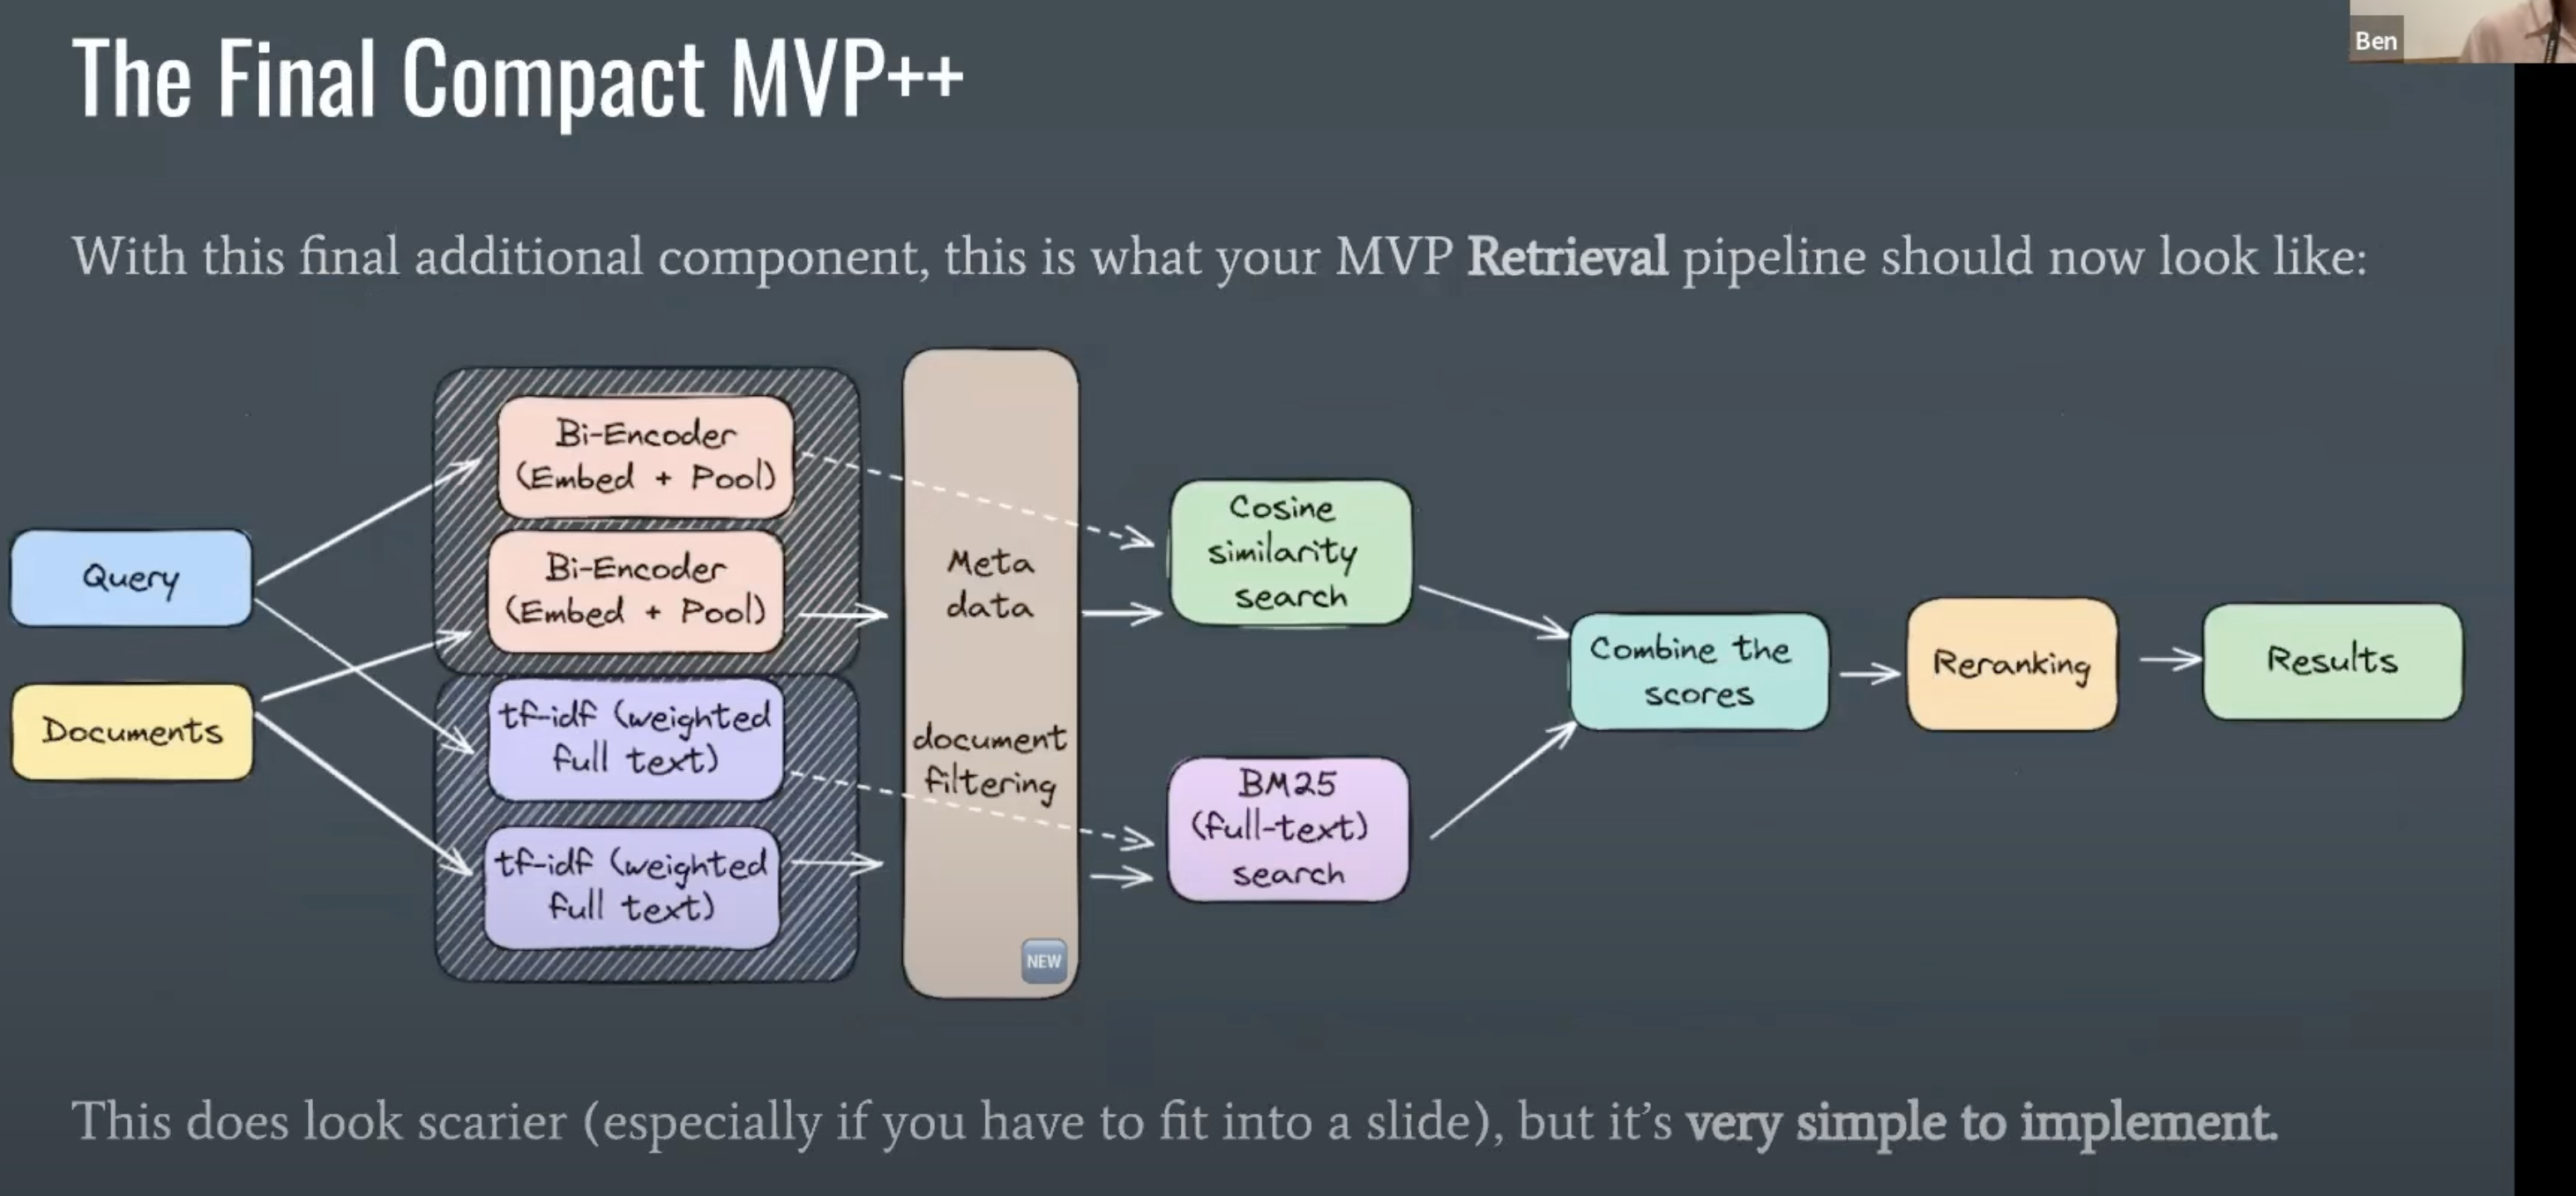 The Final Compact MVP++
Ben
With this final additional component, this is what your MVP Retrieval pipeline should now look like:
Query
Documents
Bi-Encoder
(Embed + Pool)
Bi-Encoder
(Embed + Pool)
tf-idf (weighted
full text)
tf-idf (weighted
full text)
Meta
data
document
filtering
NEW
Cosine
similarity
search
BM25
(full-text)
search
Combine the
scores
Reranking
Results
This does look scarier (especially if you have to fit into a slide), but it's very simple to implement.